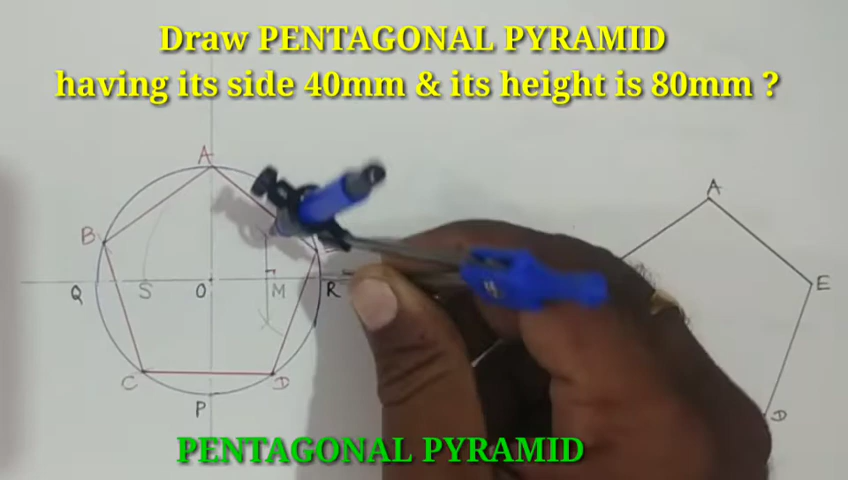 Draw PENTAGONAL PYRAMID
having its side 40mm & its height is 80mm ?
A
A
B
E
Q
S
O
M
R
C
D
D
P
PENTAGONAL PYRAMID